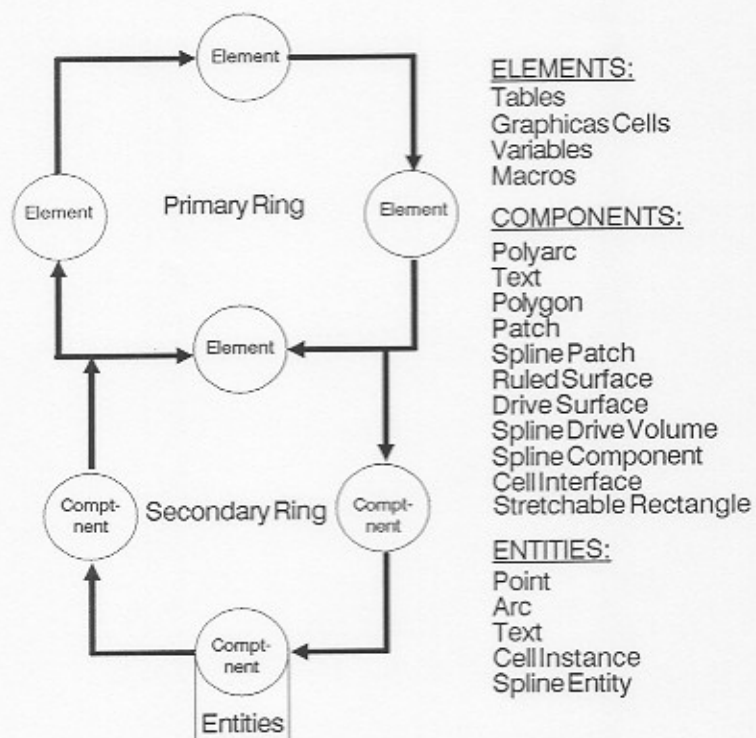 Element
Element
Primary Ring
Element
Element
Compt-
nent
Secondary Ring
Compt-
nent
Compt-
nent
Entities
ELEMENTS:
Tables
Graphicas Cells
Variables
Macros
COMPONENTS:
Polyarc
Text
Polygon
Patch
Spline Patch
Ruled Surface
Drive Surface
Spline Drive Volume
Spline Component
Cell Interface
Stretchable Rectangle
ENTITIES:
Point
Arc
Text
Cell Instance
Spline Entity